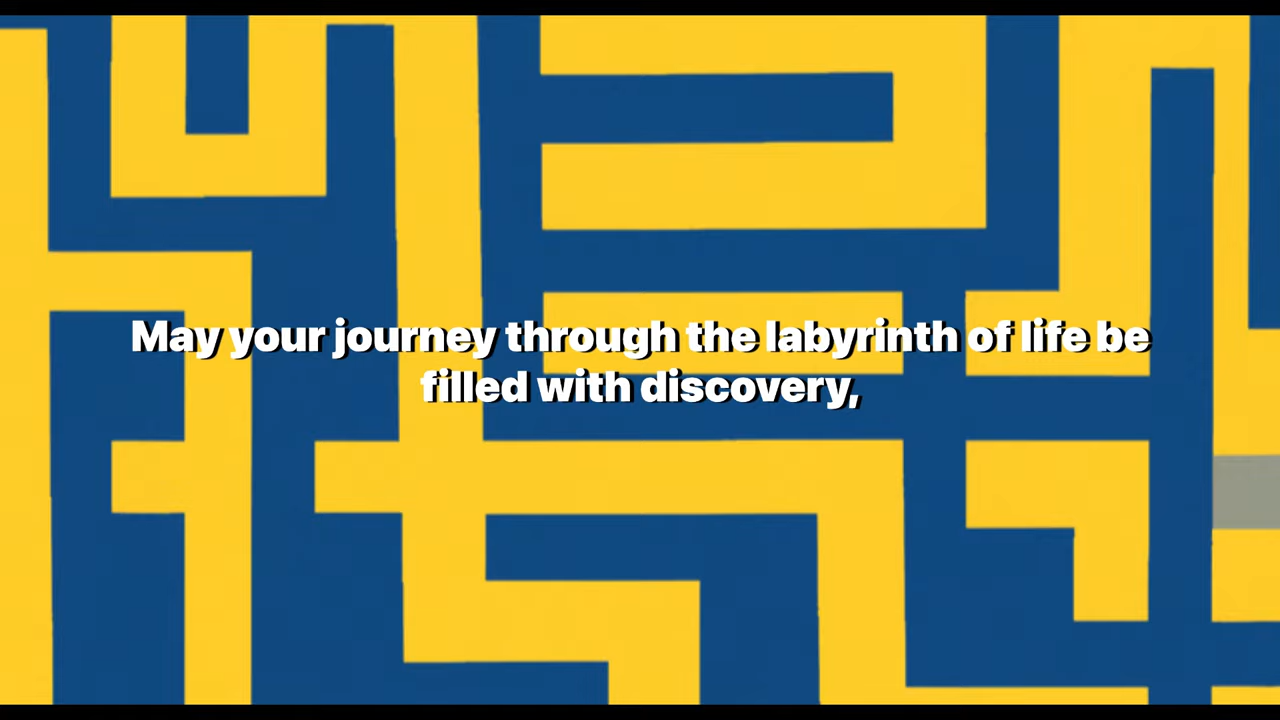 May your journey through the labyrinth of life be
filled with discovery,